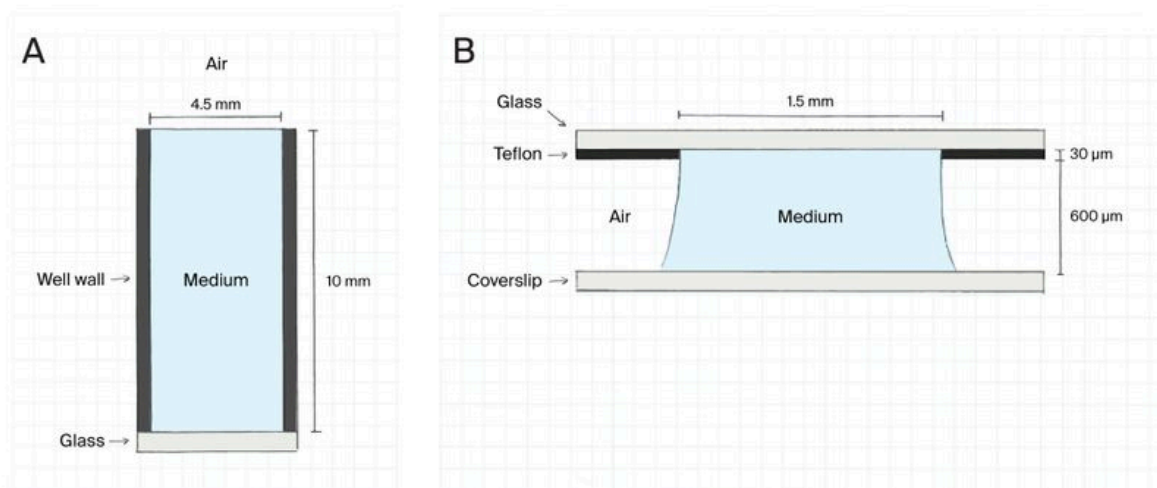 A
Air
4.5 mm
Well wall
Medium
10 mm
Glass
B
Glass
1.5 mm
Teflon
30 µm
Air
Medium
600 µm
Coverslip